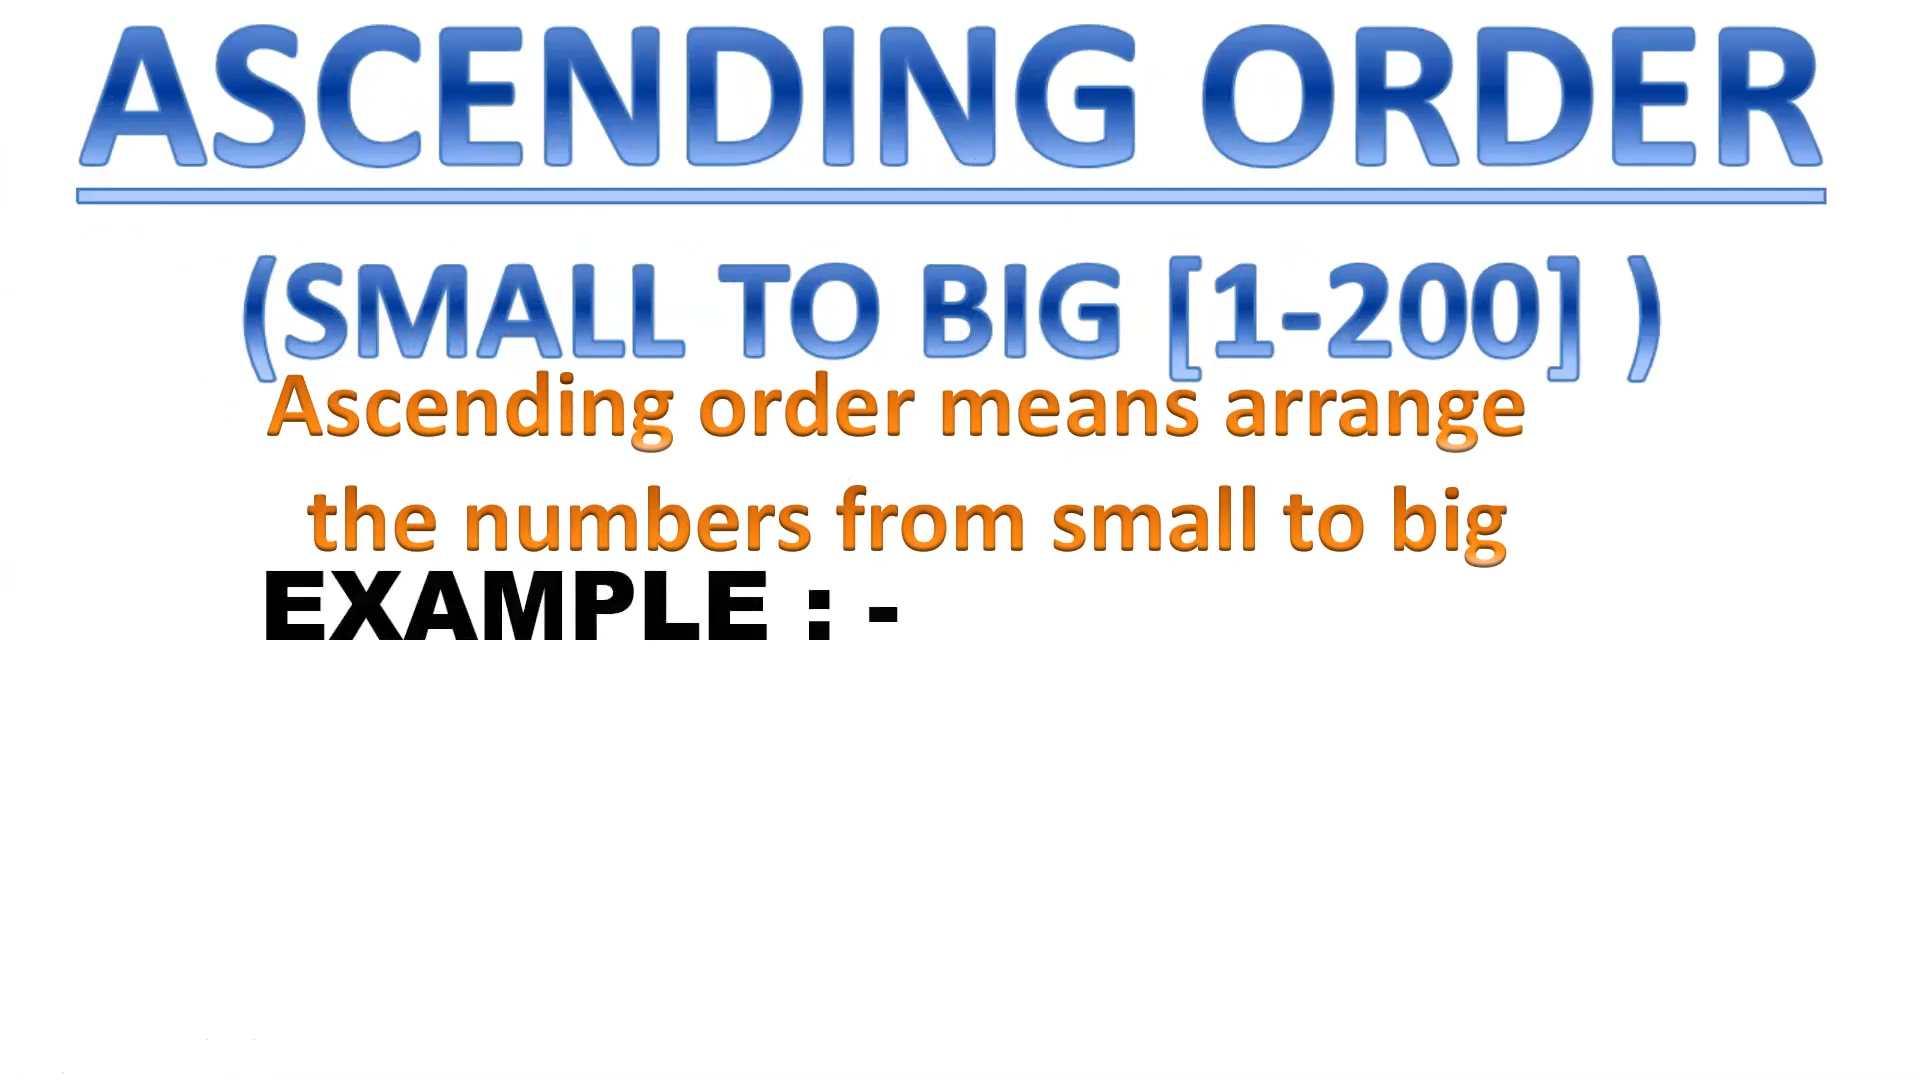 ASCENDING ORDER
(SMALL TO BIG [1-200] )
Ascending order means arrange
the numbers from small to big
EXAMPLE : -